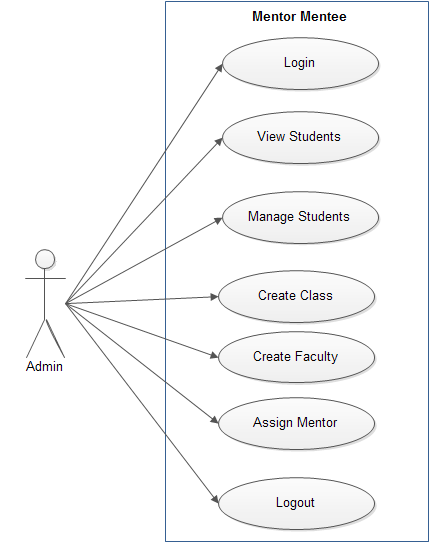 Mentor Mentee
Login
View Students
Manage Students
Create Class
Create Faculty
Admin
Assign Mentor
Logout